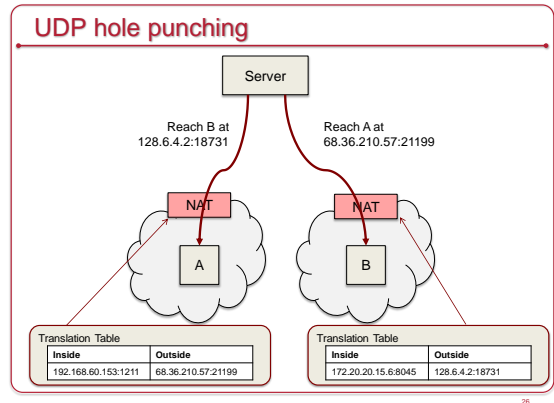 UDP hole punching
Server
Reach B at
128.6.4.2:18731
Reach A at
68.36.210.57:21199
NAT
NAT
A
B
Translation Table
Inside Outside
192.168.60.153:1211 68.36.210.57:21199
Translation Table
Inside Outside
172.20.20.15.6:8045 128.6.4.2:18731
26